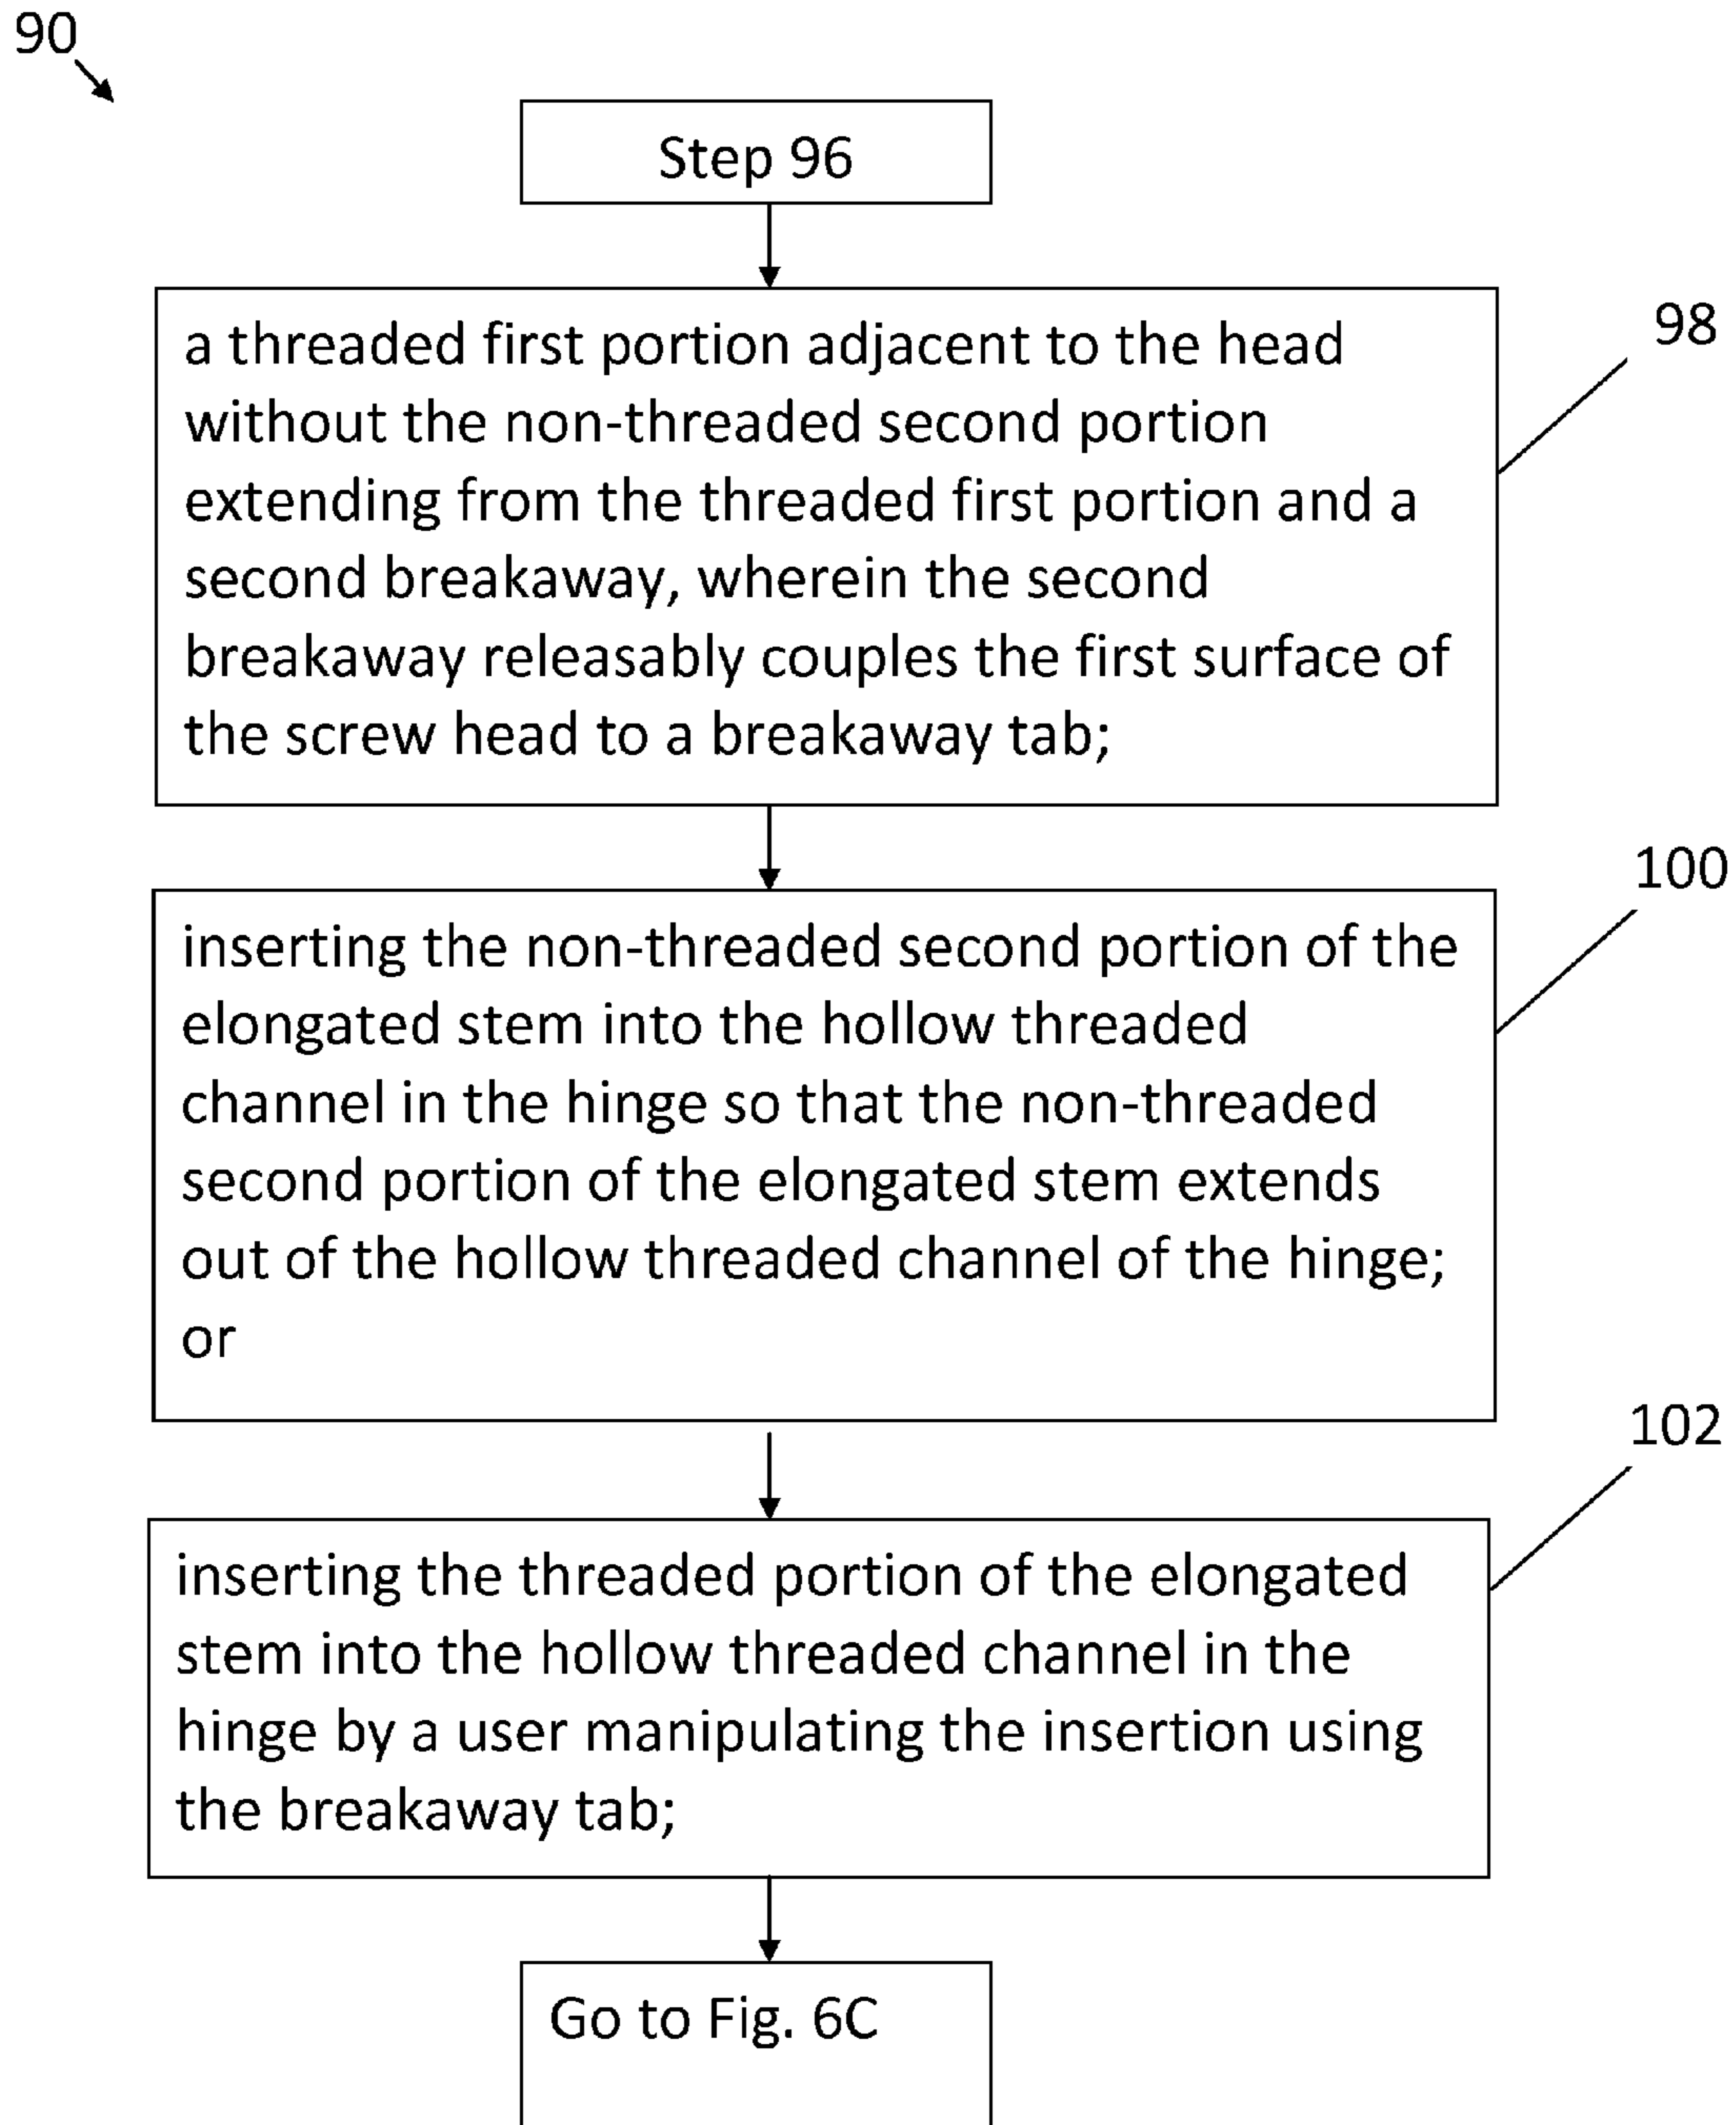 90
Step 96
98
a threaded first portion adjacent to the head
without the non-threaded second portion
extending from the threaded first portion and a
second breakaway, wherein the second
breakaway releasably couples the first surface of
the screw head to a breakaway tab;
100
inserting the non-threaded second portion of the
elongated stem into the hollow threaded
channel in the hinge so that the non-threaded
second portion of the elongated stem extends
out of the hollow threaded channel of the hinge;
or
102
inserting the threaded portion of the elongated
stem into the hollow threaded channel in the
hinge by a user manipulating the insertion using
the breakaway tab;
Go to Fig. 6C